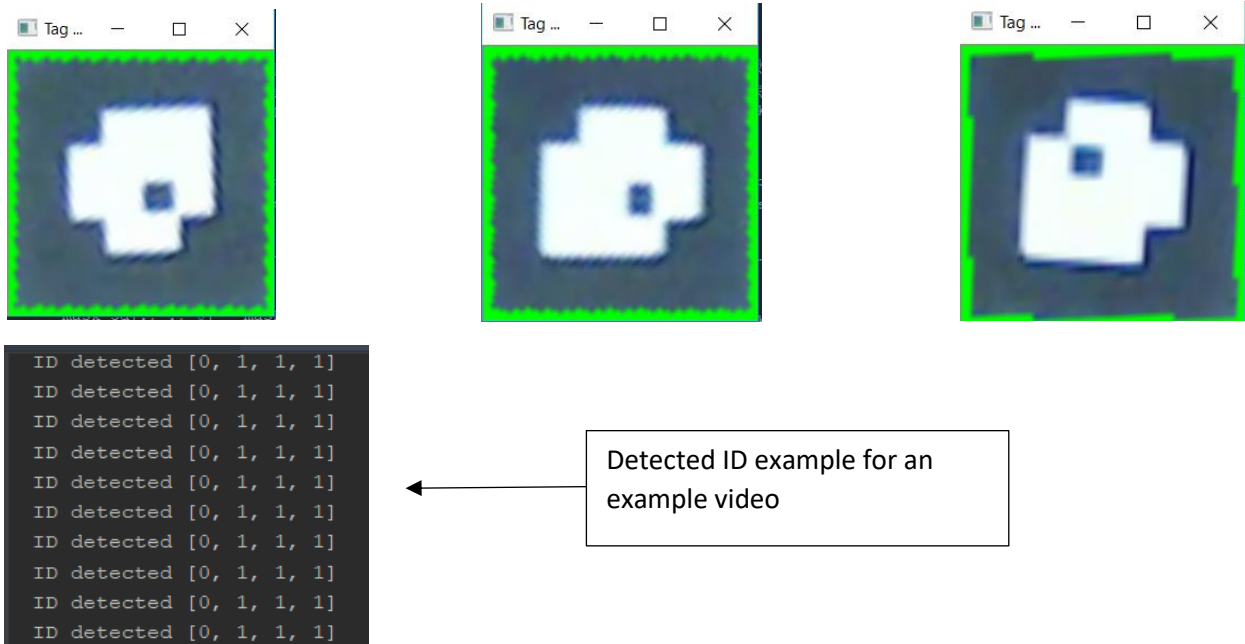 Tag ...
Tag ...
Tag ...
ID detected [0, 1, 1, 1]
ID detected [0, 1, 1, 1]
ID detected [0, 1, 1, 1]
ID detected [0, 1, 1, 1]
ID detected [0, 1, 1, 1]
ID detected [0, 1, 1, 1]
ID detected [0, 1, 1, 1]
ID detected [0, 1, 1, 1]
ID detected [0, 1, 1, 1]
ID detected [0, 1, 1, 1]
Detected ID example for an
example video